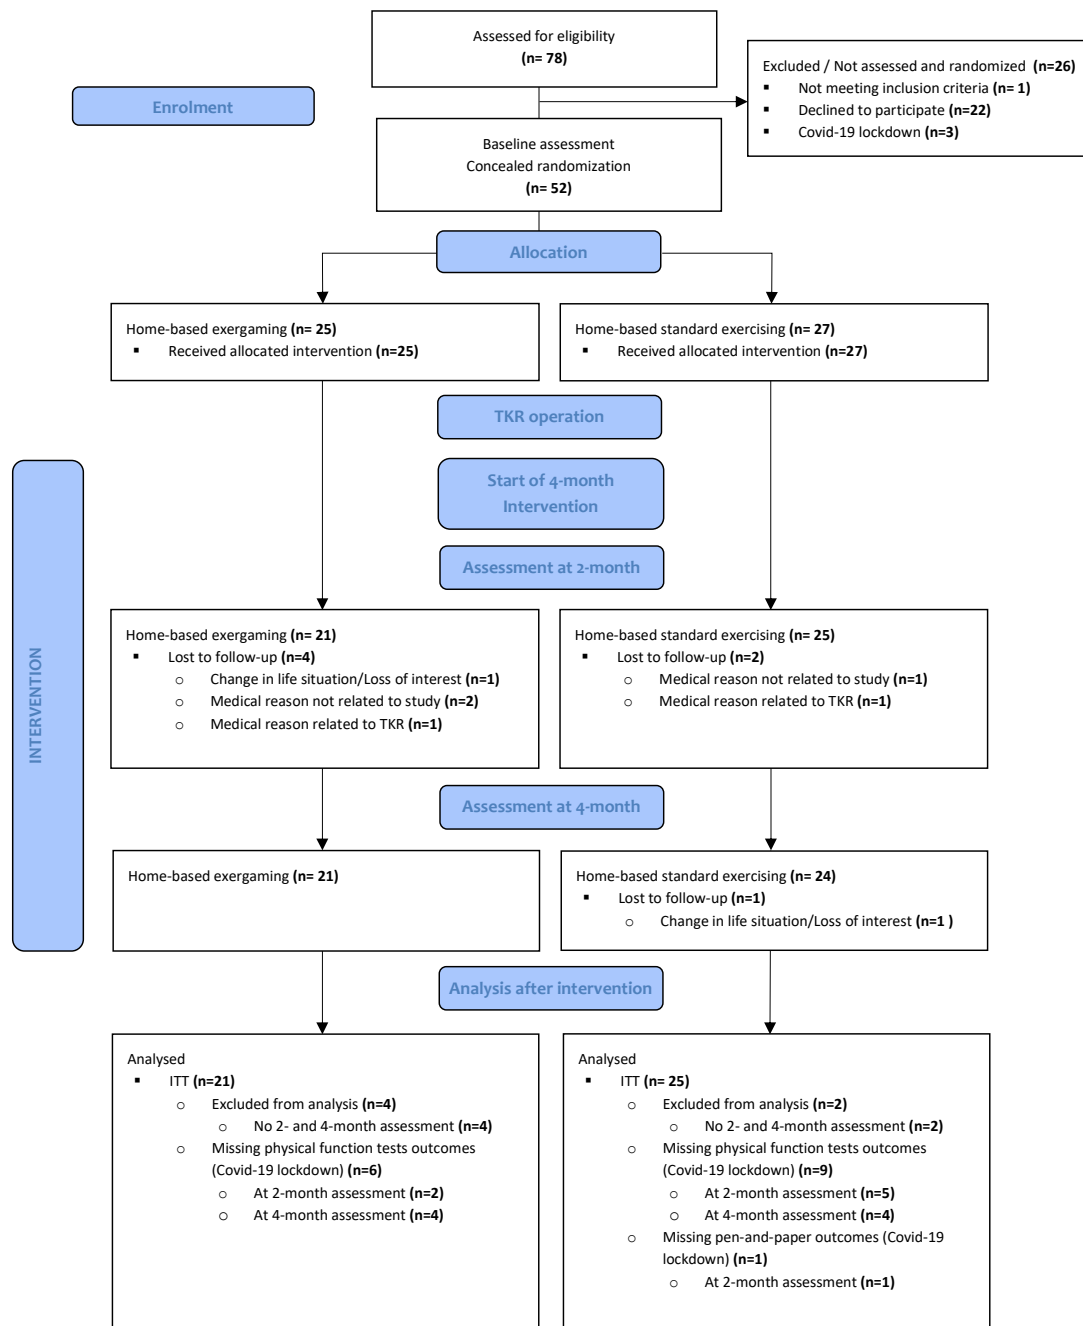 Assessed for eligibility
(n= 78)
Excluded / Not assessed and randomized (n=26)
▪ Not meeting inclusion criteria (n= 1)
▪ Declined to participate (n=22)
▪ Covid-19 lockdown (n=3)
Enrolment
Baseline assessment
Concealed randomization
(n= 52)
Allocation
Home-based exergaming (n= 25)
▪ Received allocated intervention (n=25)
Home-based standard exercising (n= 27)
▪ Received allocated intervention (n=27)
TKR operation
Start of 4-month
Intervention
Assessment at 2-month
INTERVENTION
Home-based exergaming (n= 21)
▪ Lost to follow-up (n=4)
o Change in life situation/Loss of interest (n=1)
o Medical reason not related to study (n=2)
o Medical reason related to TKR (n=1)
Home-based standard exercising (n= 25)
▪ Lost to follow-up (n=2)
o Medical reason not related to study (n=1)
o Medical reason related to TKR (n=1)
Assessment at 4-month
Home-based exergaming (n= 21)
Home-based standard exercising (n= 24)
▪ Lost to follow-up (n=1)
o Change in life situation/Loss of interest (n=1 )
Analysis after intervention
Analysed
▪ ITT (n=21)
o Excluded from analysis (n=4)
o No 2- and 4-month assessment (n=4)
o Missing physical function tests outcomes
(Covid-19 lockdown) (n=6)
o At 2-month assessment (n=2)
o At 4-month assessment (n=4)
Analysed
▪ ITT (n= 25)
o Excluded from analysis (n=2)
o No 2- and 4-month assessment (n=2)
o Missing physical function tests outcomes
(Covid-19 lockdown) (n=9)
o At 2-month assessment (n=5)
o At 4-month assessment (n=4)
o Missing pen-and-paper outcomes (Covid-19
lockdown) (n=1)
o At 2-month assessment (n=1)